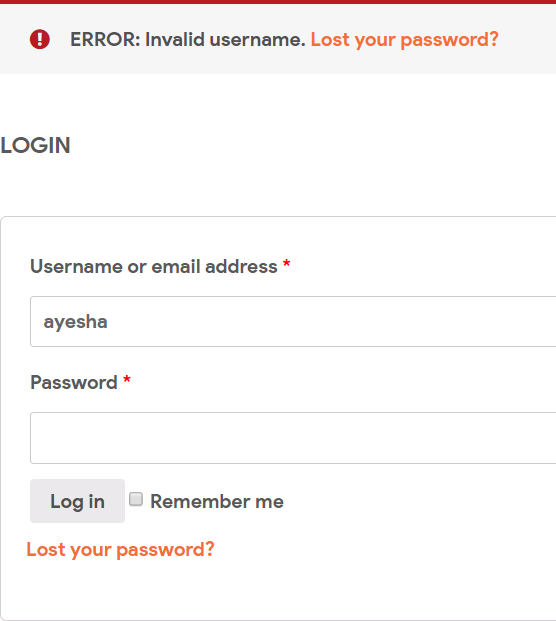 ERROR: Invalid username. Lost your password?
LOGIN
Username or email address *
ayesha
Password *
Log in Remember me
Lost your password?